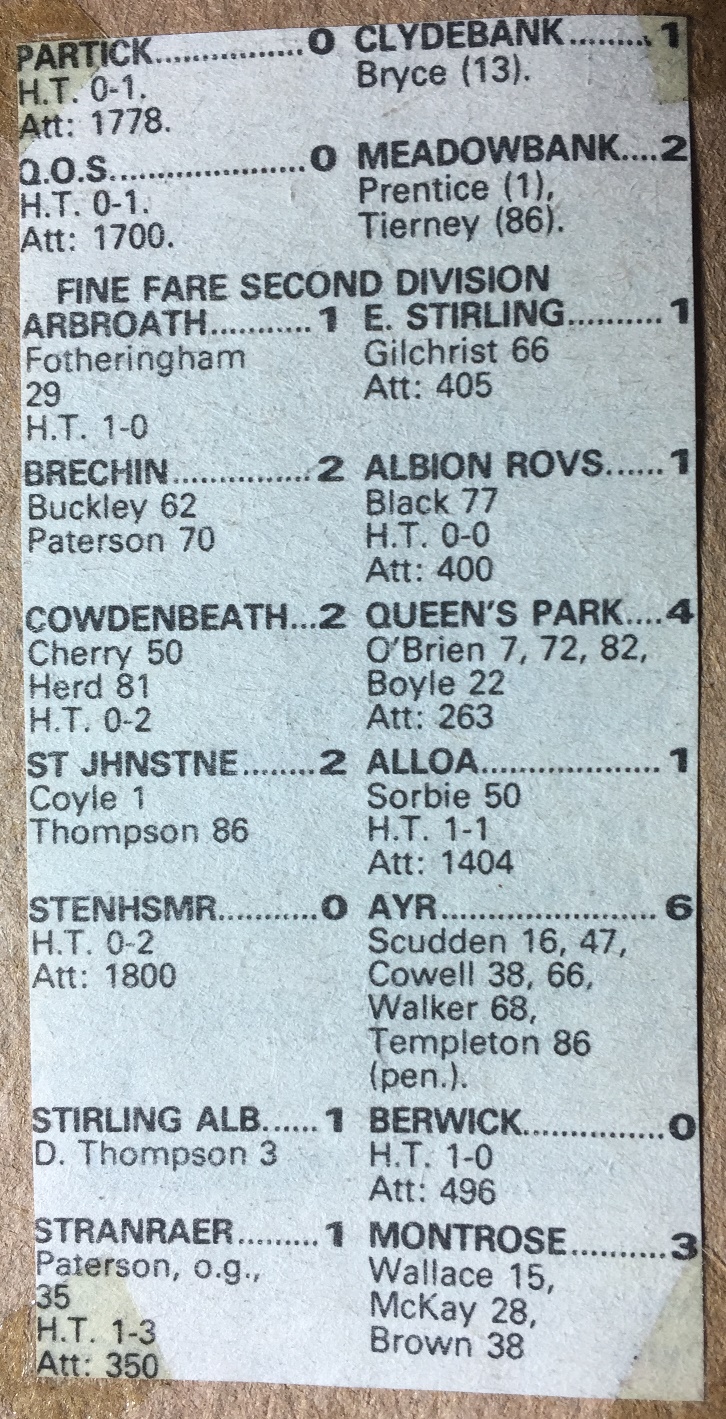 PARTICK................0 CLYDEBANK.........1
H.T. 0-1. Bryce (13).
Att: 1778.
Q.O.S.....................0 MEADOWBANK....2
H.T. 0-1. Prentice (1),
Att: 1700. Tierney (86).
FINE FARE SECOND DIVISION
ARBROATH...........1 E. STIRLING..........1
Fotheringham Gilchrist 66
29 Att: 405
H.T. 1-0
BRECHIN...............2 ALBION ROVS......1
Buckley 62 Black 77
Paterson 70 H.T. 0-0
Att: 400
COWDENBEATH...2 QUEEN'S PARK....4
Cherry 50 O'Brien 7, 72, 82,
Herd 81 Boyle 22
H.T. 0-2 Att: 263
ST JHNSTNE........2 ALLOA...................1
Coyle 1 Sorbie 50
Thompson 86 H.T. 1-1
Att: 1404
STENHSMR...........0 AYR.......................6
H.T. 0-2 Scudden 16, 47,
Att: 1800 Cowell 38, 66,
Walker 68,
Templeton 86
(pen.).
STIRLING ALB......1 BERWICK...............0
D. Thompson 3 H.T. 1-0
Att: 496
STRANRAER.........1 MONTROSE..........3
Paterson, o.g., Wallace 15,
35 McKay 28,
H.T. 1-3 Brown 38
Att: 350